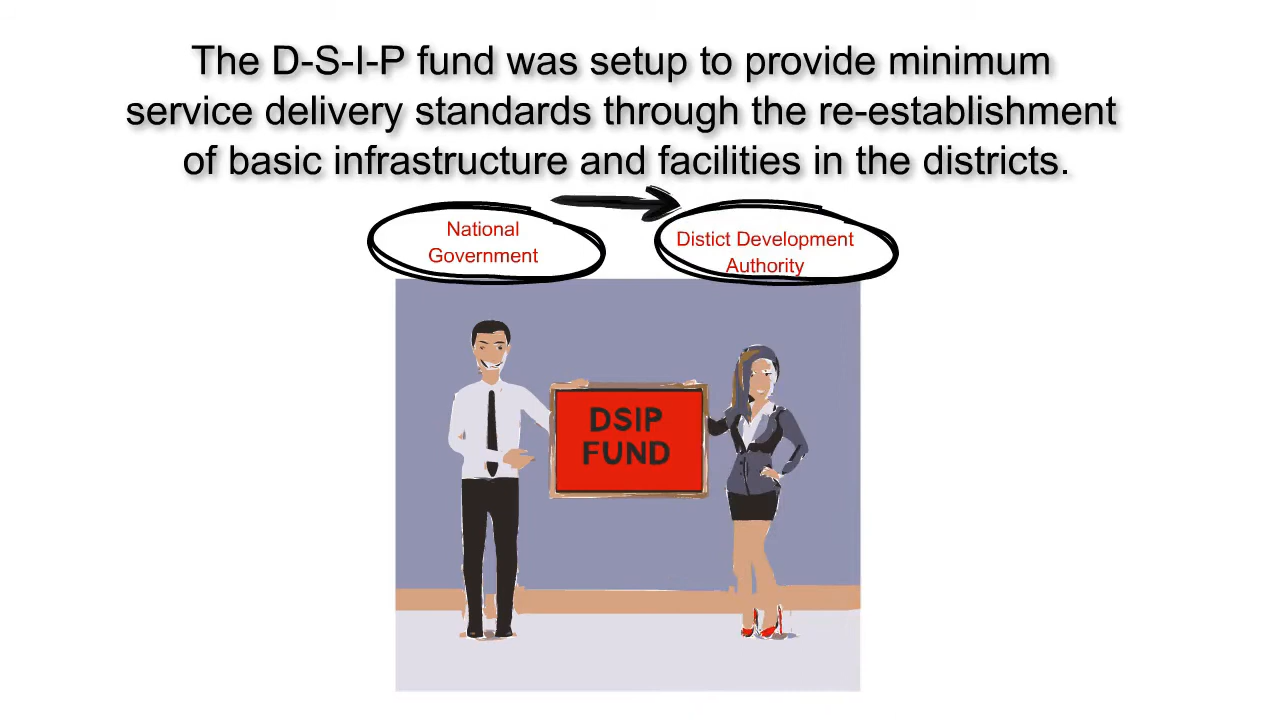 The D-S-I-P fund was setup to provide minimum
service delivery standards through the re-establishment
of basic infrastructure and facilities in the districts.
National
Government
Distict Development
Authority
DSIP
FUND